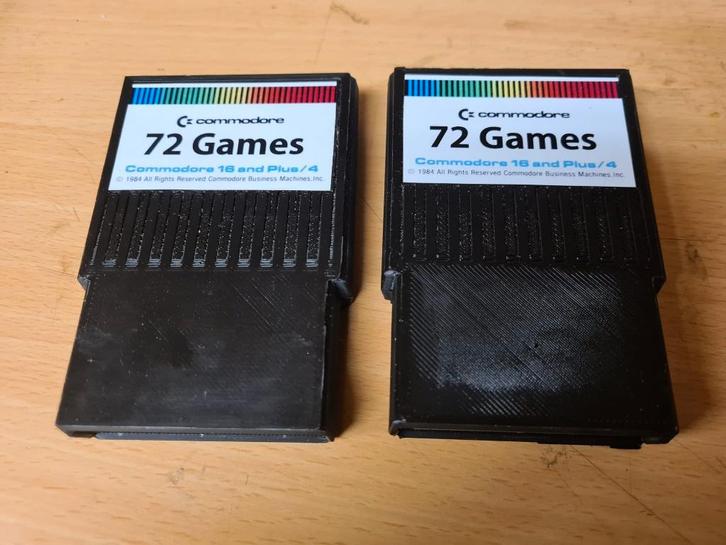 commodore
72 Games
Commodore 16 and Plus/4
© 1984 All Rights Reserved Commodore Business Machines, Inc.
commodore
72 Games
Commodore 16 and Plus/4
© 1984 All Rights Reserved Commodore Business Machines, Inc.